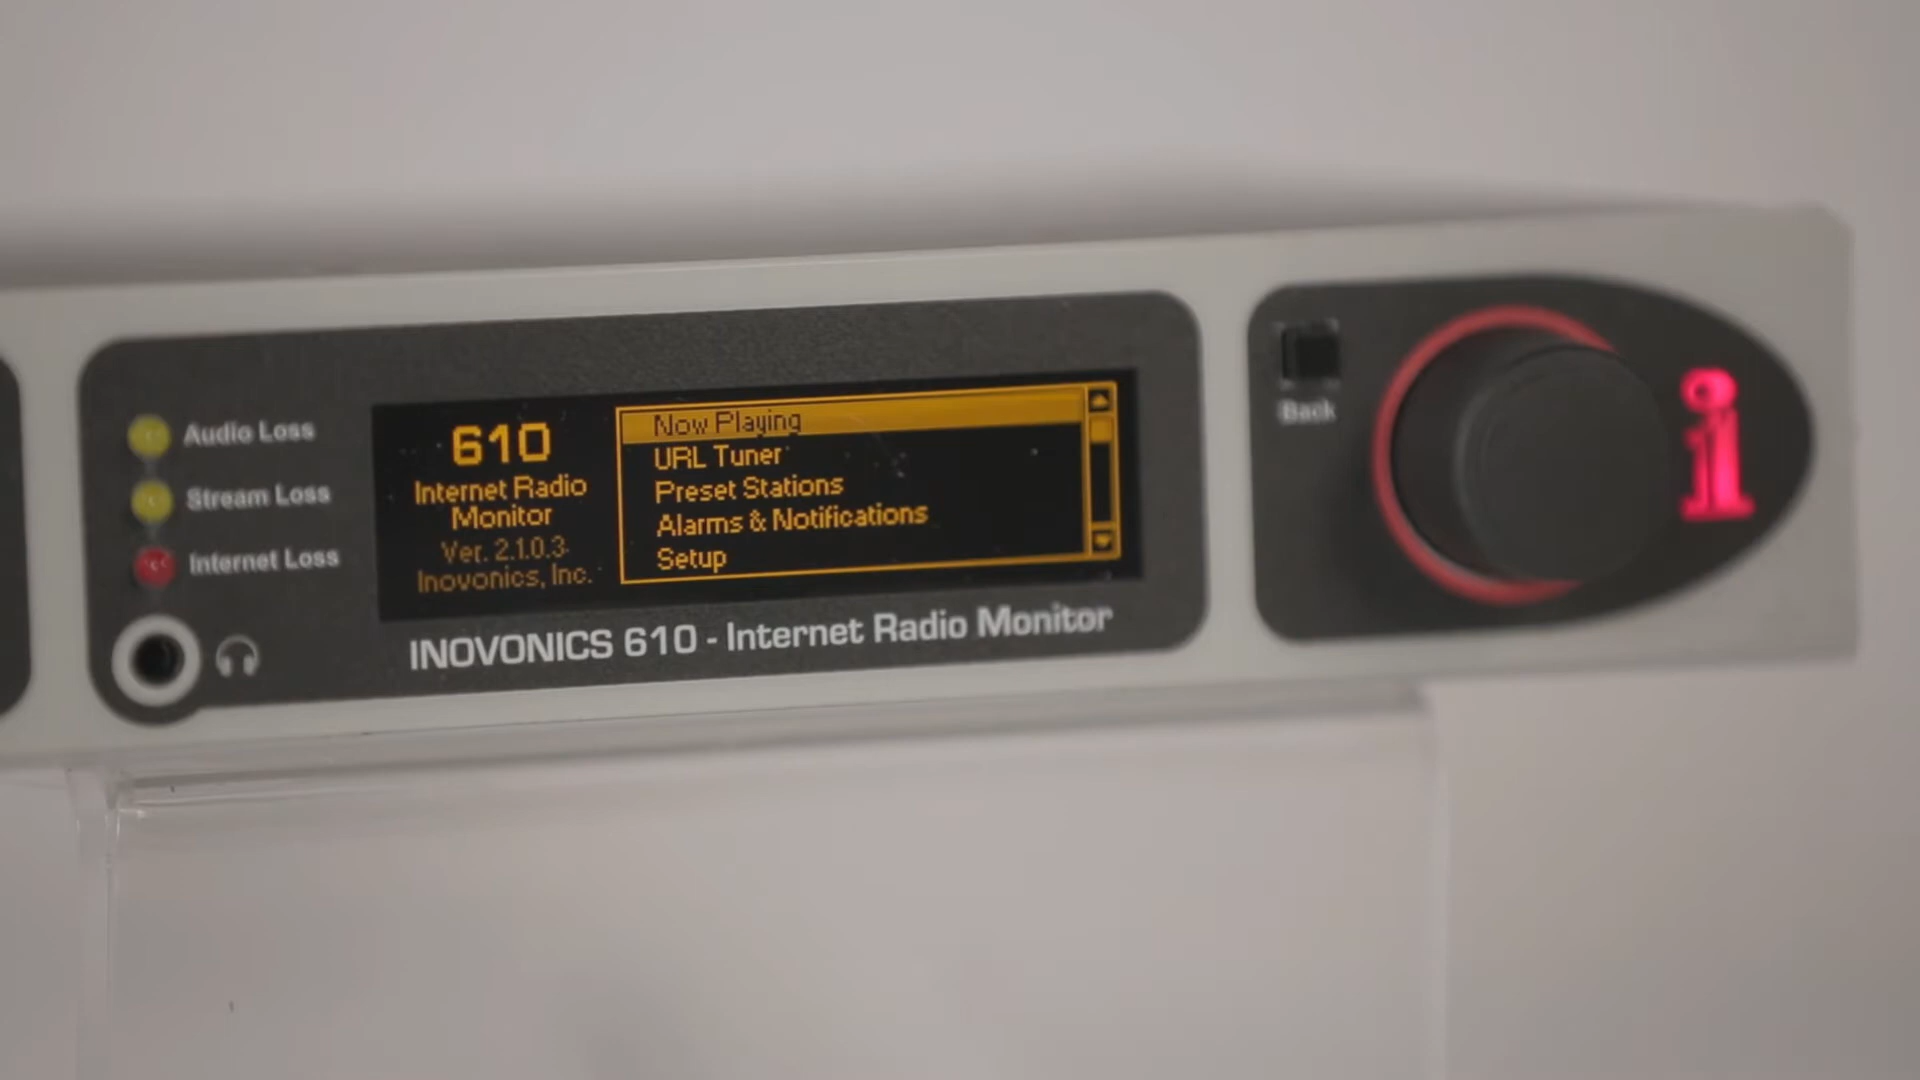 Audio Loss
Stream Loss
Internet Loss
610
Internet Radio
Monitor
Ver. 2.1.0.3
Inovonics, Inc.
Now Playing
URL Tuner
Preset Stations
Alarms & Notifications
Setup
INOVONICS 610 - Internet Radio Monitor
Back
i